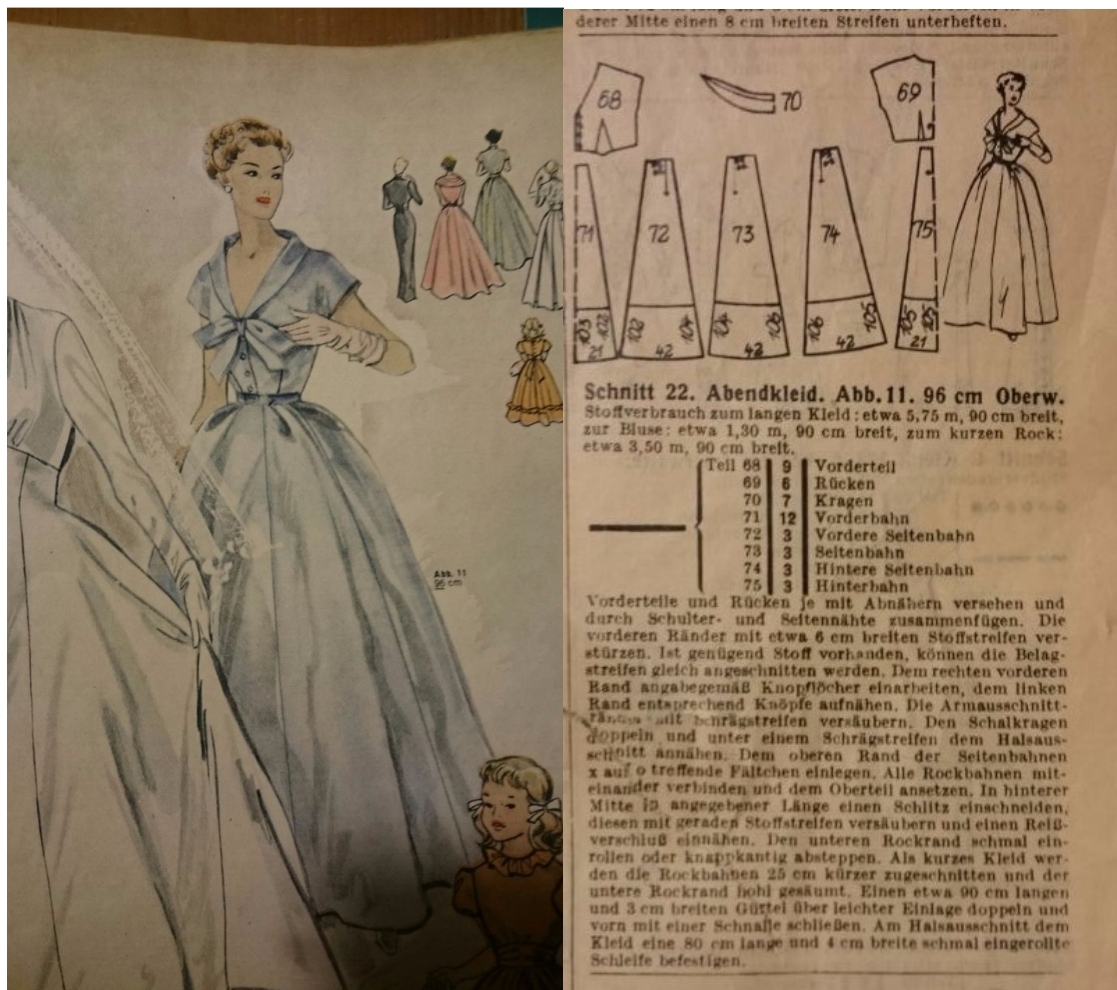 Abb. 11
96 cm
derer Mitte einen 8 cm breiten Streifen unterheften.
68
70
69
71
72
73
74
75
103
102
21
102
104
42
104
106
42
106
105
42
105
105
21
Schnitt 22. Abendkleid. Abb. 11. 96 cm Oberw.
Stoffverbrauch zum langen Kleid: etwa 5,75 m, 90 cm breit,
zur Bluse: etwa 1,30 m, 90 cm breit, zum kurzen Rock:
etwa 3,50 m, 90 cm breit.
Teil 68 9 Vorderteil
69 6 Rücken
70 7 Kragen
71 12 Vorderbahn
72 3 Vordere Seitenbahn
73 3 Seitenbahn
74 3 Hintere Seitenbahn
75 3 Hinterbahn
Vorderteile und Rücken je mit Abnähern versehen und
durch Schulter- und Seitennähte zusammenfügen. Die
vorderen Ränder mit etwa 6 cm breiten Stoffstreifen ver-
stürzen. Ist genügend Stoff vorhanden, können die Belag-
streifen gleich angeschnitten werden. Dem rechten vorderen
Rand angabegemäß Knopflöcher einarbeiten, dem linken
Rand entsprechend Knöpfe aufnähen. Die Armausschnitt-
ränder mit Schrägstreifen versäubern. Den Schalkragen
doppeln und unter einem Schrägstreifen dem Halsaus-
schnitt annähen. Dem oberen Rand der Seitenbahnen
x auf o treffende Fältchen einlegen. Alle Rockbahnen mit-
einander verbinden und dem Oberteil ansetzen. In hinterer
Mitte in angegebener Länge einen Schlitz einschneiden,
diesen mit geraden Stoffstreifen versäubern und einen Reiß-
verschluß einnähen. Den unteren Rockrand schmal ein-
rollen oder knappkantig absteppen. Als kurzes Kleid wer-
den die Rockbahnen 25 cm kürzer zugeschnitten und der
untere Rockrand hohl gesäumt. Einen etwa 90 cm langen
und 3 cm breiten Gürtel über leichter Einlage doppeln und
vorn mit einer Schnalle schließen. Am Halsausschnitt dem
Kleid eine 80 cm lange und 4 cm breite schmal eingerollte
Schleife befestigen.